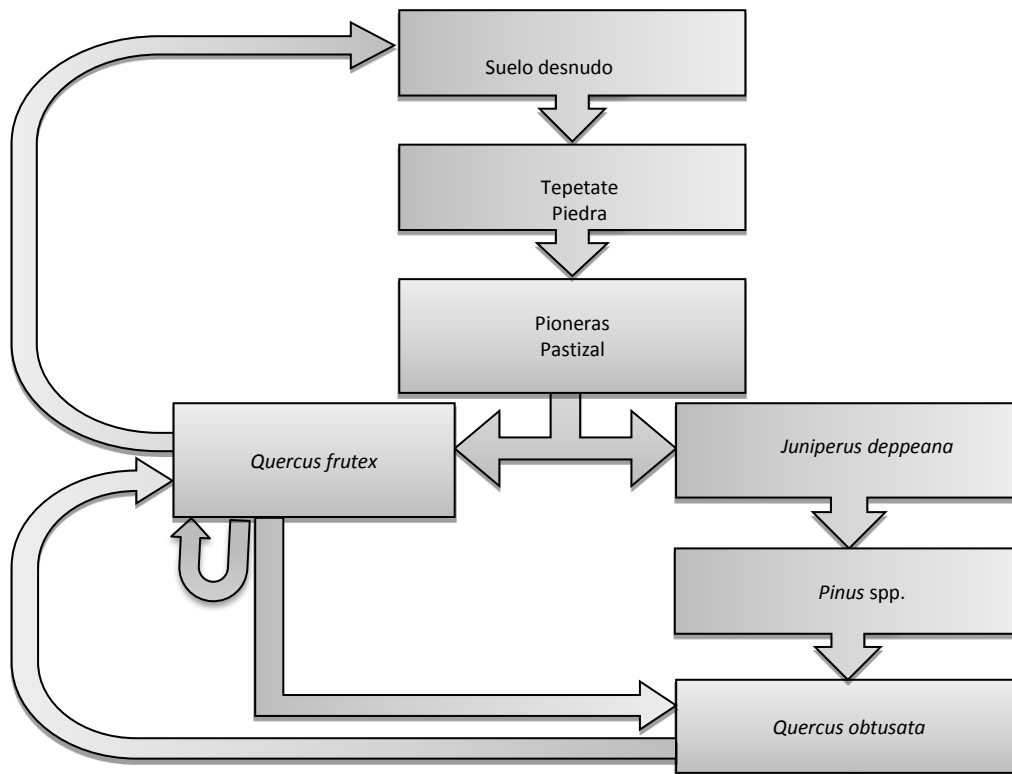 Suelo desnudo
Tepetate
Piedra
Pioneras
Pastizal
Quercus frutex
Juniperus deppeana
Pinus spp.
Quercus obtusata